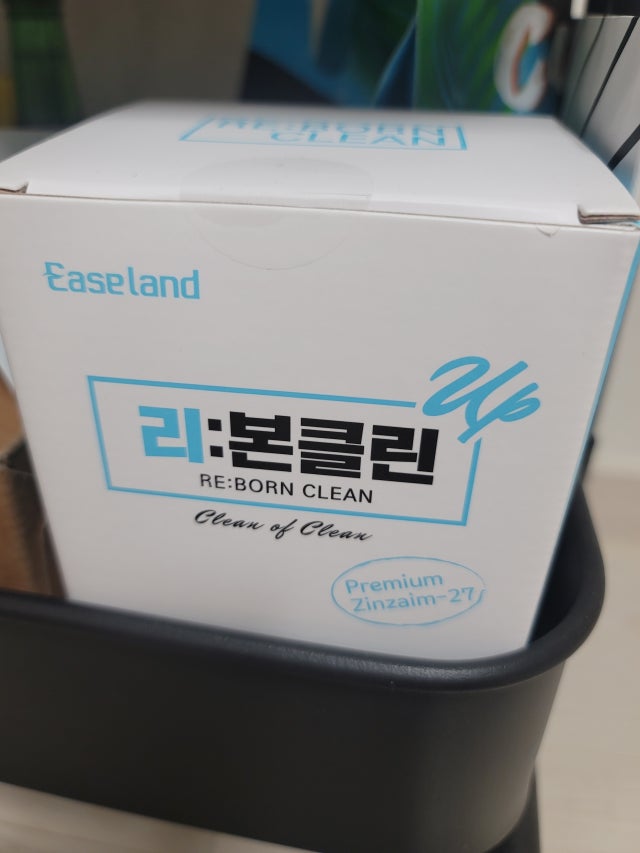 RE:BORN
CLEAN
Easeland
Up
리:본클린
RE:BORN CLEAN
Clean of Clean
Premium
Zinzaim-27